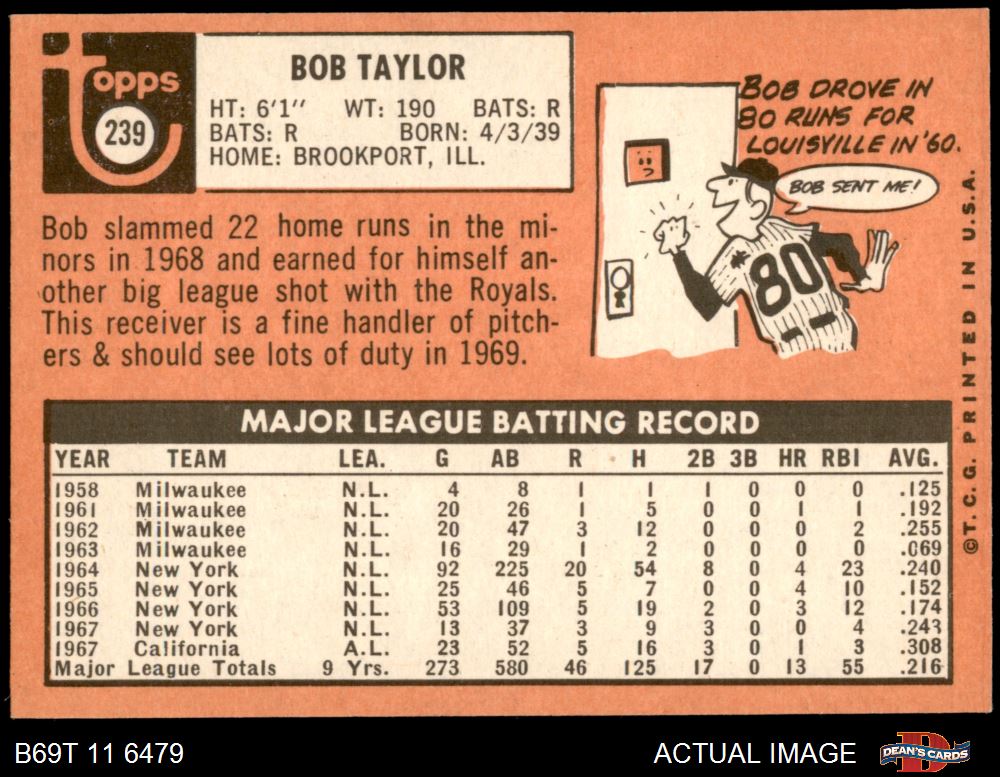 topps
239
BOB TAYLOR
HT: 6'1" WT: 190 BATS: R
BATS: R BORN: 4/3/39
HOME: BROOKPORT, ILL.
BOB DROVE IN
80 RUNS FOR
LOUISVILLE IN '60.
BOB SENT ME!
80
Bob slammed 22 home runs in the mi-
nors in 1968 and earned for himself an-
other big league shot with the Royals.
This receiver is a fine handler of pitch-
ers & should see lots of duty in 1969.
MAJOR LEAGUE BATTING RECORD
YEAR TEAM LEA. G AB R H 2B 3B HR RBI AVG.
1958 Milwaukee N.L. 4 8 1 1 1 0 0 0 .125
1961 Milwaukee N.L. 20 26 1 5 0 0 1 1 .192
1962 Milwaukee N.L. 20 47 3 12 0 0 0 2 .255
1963 Milwaukee N.L. 16 29 1 2 0 0 0 0 .069
1964 New York N.L. 92 225 20 54 8 0 4 23 .240
1965 New York N.L. 25 46 5 7 0 0 4 10 .152
1966 New York N.L. 53 109 5 19 2 0 3 12 .174
1967 New York N.L. 13 37 3 9 3 0 0 4 .243
1967 California A.L. 23 52 5 16 3 0 1 3 .308
Major League Totals 9 Yrs. 273 580 46 125 17 0 13 55 .216
©T.C.G. PRINTED IN U.S.A.
B69T 11 6479
ACTUAL IMAGE
D
DEAN'S CARDS